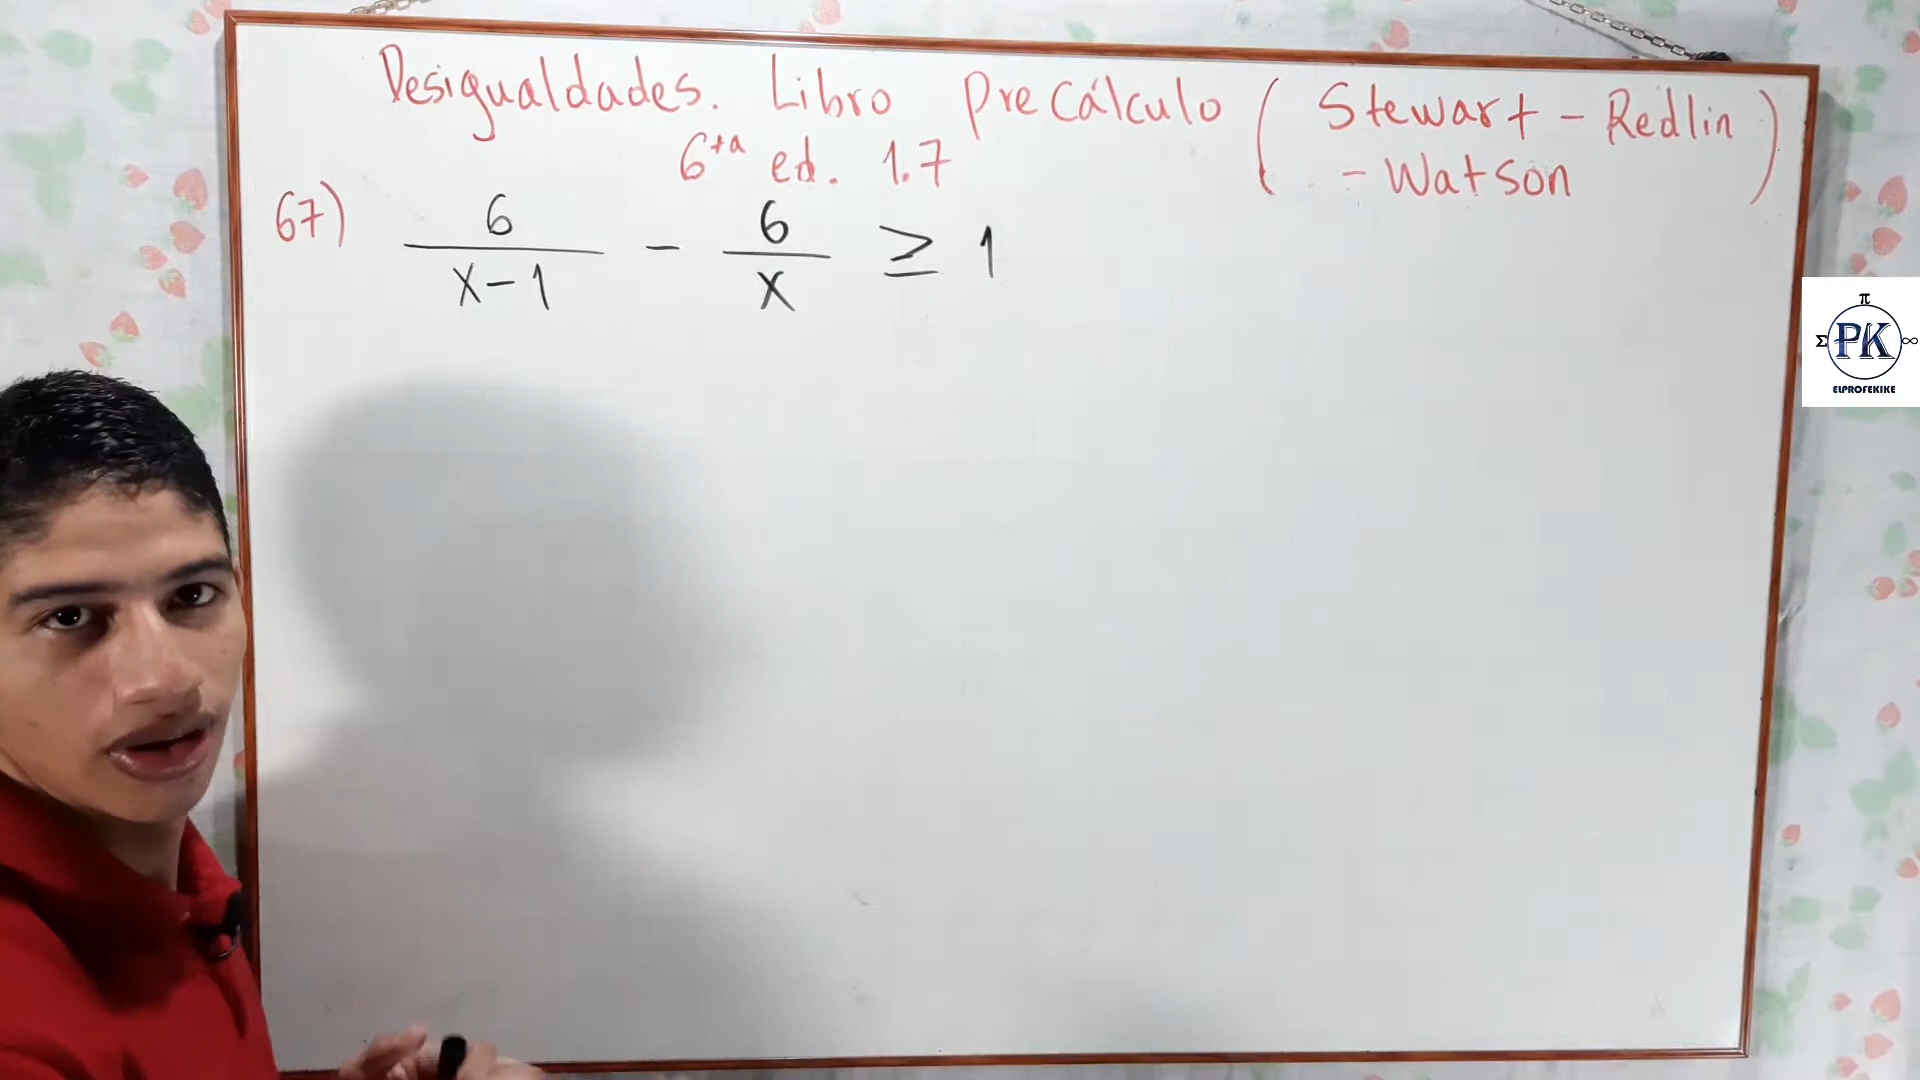 Desigualdades. Libro Precálculo (Stewart - Redlin
6ta ed. 1.7 - Watson)
67) 6/(x-1) - 6/x ≥ 1
π
Σ PK ∞
ELPROFEKIKE